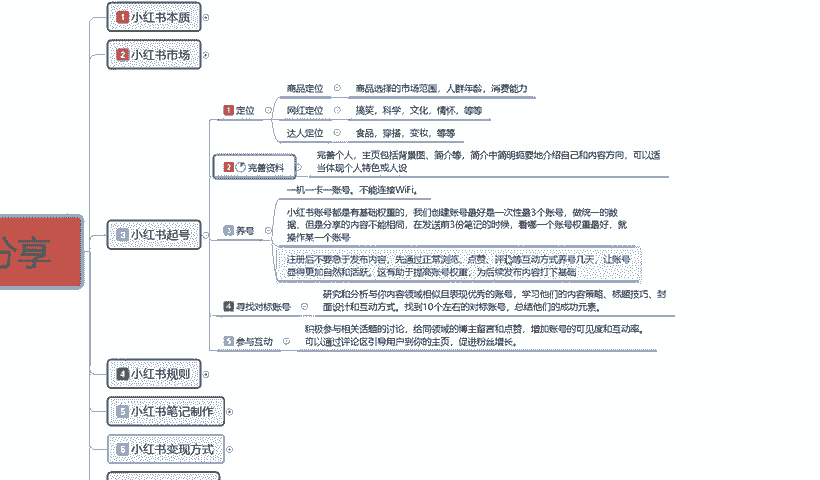 1 小红书本质
2 小红书市场
分享
3 小红书起号
1 定位
商品定位
商品选择的市场范围，人群年龄，消费能力
网红定位
搞笑，科学，文化，情怀，等等
达人定位
食品，穿搭，变妆，等等
2 完善资料
完善个人，主页包括背景图、简介等，简介中简明扼要地介绍自己和内容方向，可以适
当体现个人特色或人设
3 养号
一机一卡一账号。不能连接WiFi。
小红书账号都是有基础权重的，我们创建账号最好是一次性最3个账号，做统一的数
据，但是分享的内容不能相同，在发送前3份笔记的时候，看哪一个账号权重最好，就
操作某一个账号
注册后不要急于发布内容，先通过正常浏览、点赞、评论等互动方式养号几天，让账号
显得更加自然和活跃。这有助于提高账号权重，为后续发布内容打下基础
4 寻找对标账号
研究和分析与你内容领域相似且表现优秀的账号，学习他们的内容策略、标题技巧、封
面设计和互动方式。找到10个左右的对标账号，总结他们的成功元素。
5 参与互动
积极参与相关话题的讨论，给同领域的博主留言和点赞，增加账号的可见度和互动率。
可以通过评论区引导用户到你的主页，促进粉丝增长。
4 小红书规则
5 小红书笔记制作
6 小红书变现方式